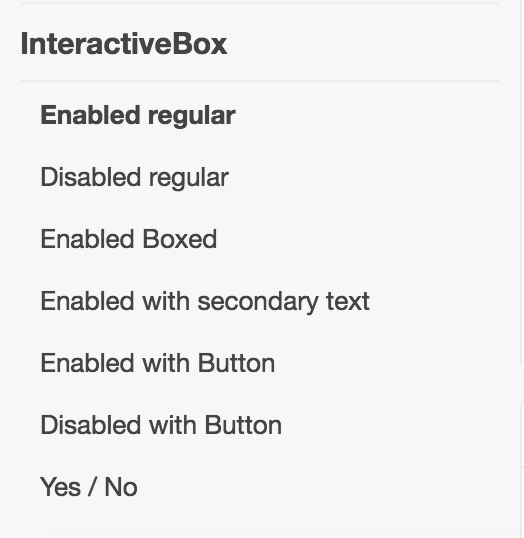 InteractiveBox
Enabled regular
Disabled regular
Enabled Boxed
Enabled with secondary text
Enabled with Button
Disabled with Button
Yes / No